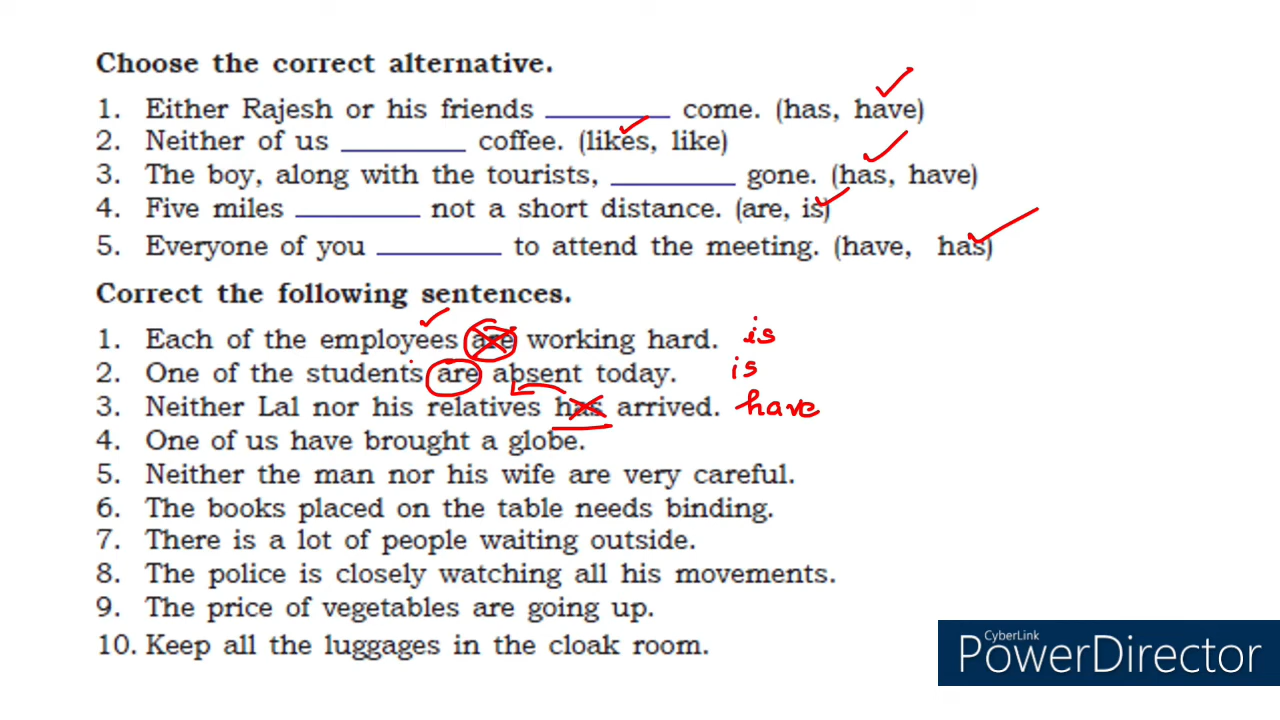 Choose the correct alternative.
1. Either Rajesh or his friends ________ come. (has, have)
2. Neither of us ________ coffee. (likes, like)
3. The boy, along with the tourists, ________ gone. (has, have)
4. Five miles ________ not a short distance. (are, is)
5. Everyone of you ________ to attend the meeting. (have, has)
Correct the following sentences.
1. Each of the employees are working hard. is
2. One of the students are absent today. is
3. Neither Lal nor his relatives has arrived. have
4. One of us have brought a globe.
5. Neither the man nor his wife are very careful.
6. The books placed on the table needs binding.
7. There is a lot of people waiting outside.
8. The police is closely watching all his movements.
9. The price of vegetables are going up.
10. Keep all the luggages in the cloak room.
CyberLink
PowerDirector